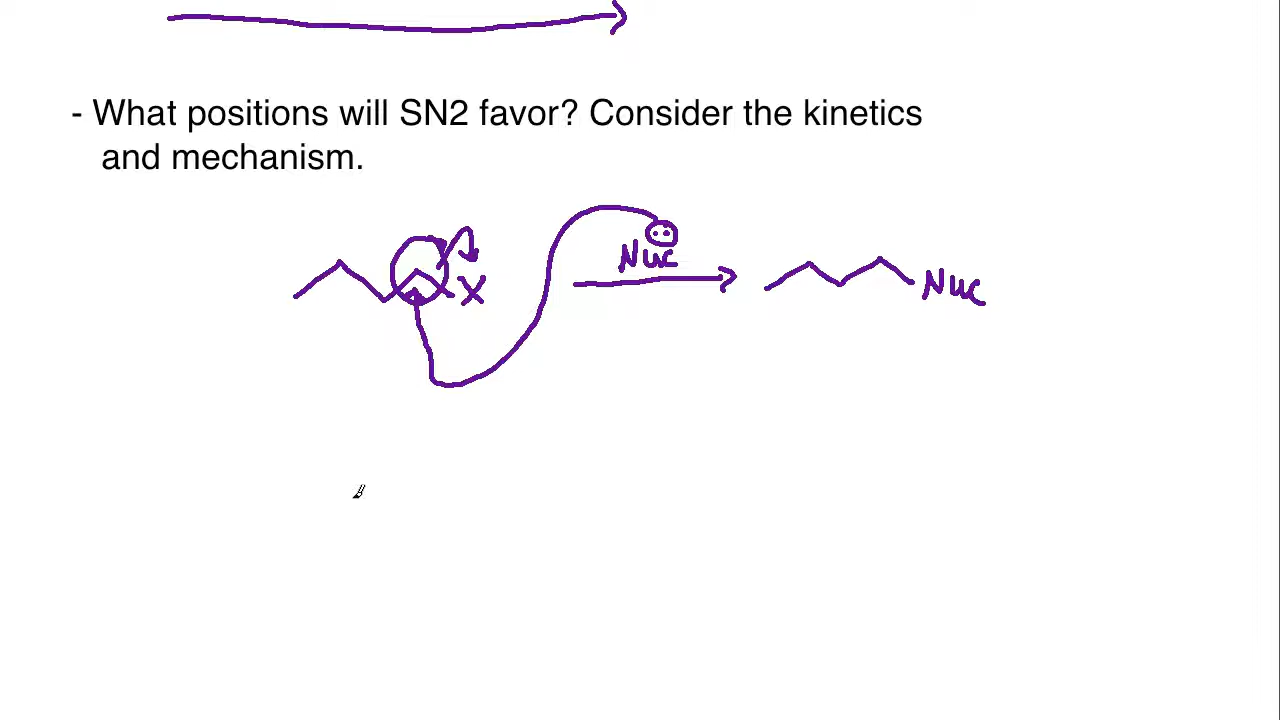 - What positions will SN2 favor? Consider the kinetics
and mechanism.
Nuc
X
Nuc